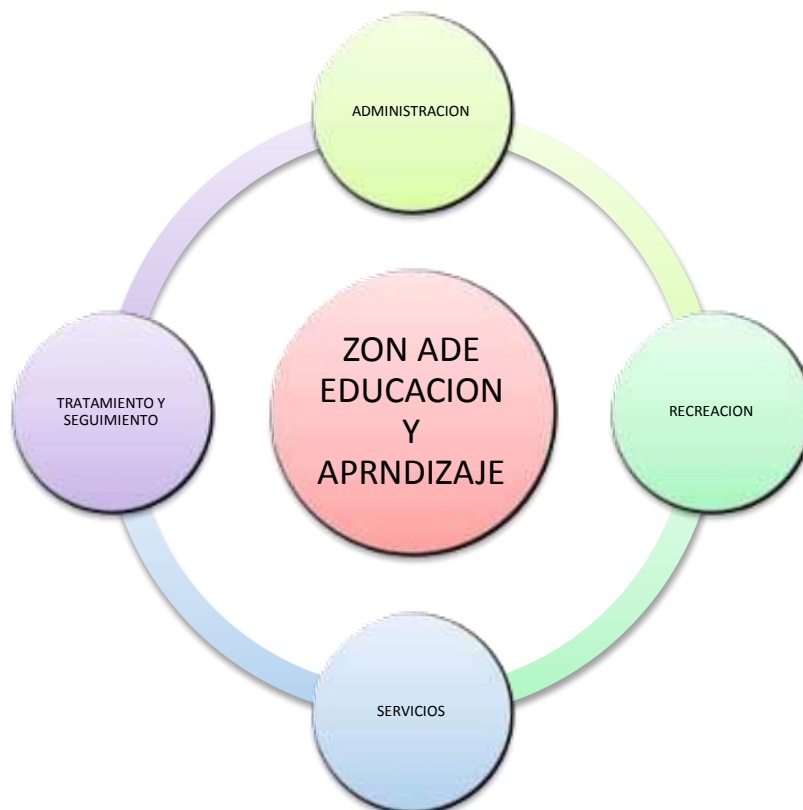 ADMINISTRACION
ZON ADE
EDUCACION
Y
APRNDIZAJE
TRATAMIENTO Y
SEGUIMIENTO
RECREACION
SERVICIOS